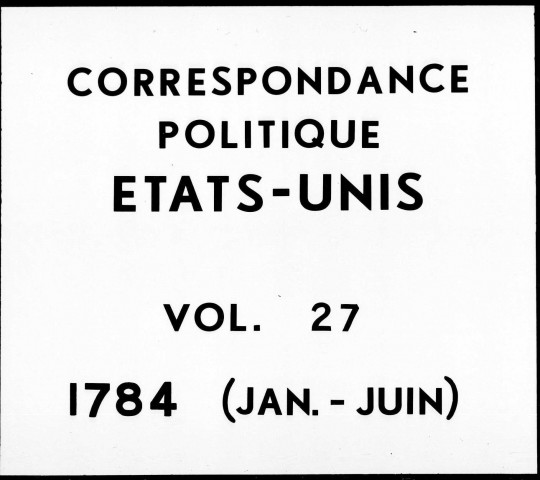 CORRESPONDANCE
POLITIQUE
ETATS-UNIS
VOL. 27
1784 (JAN. - JUIN)